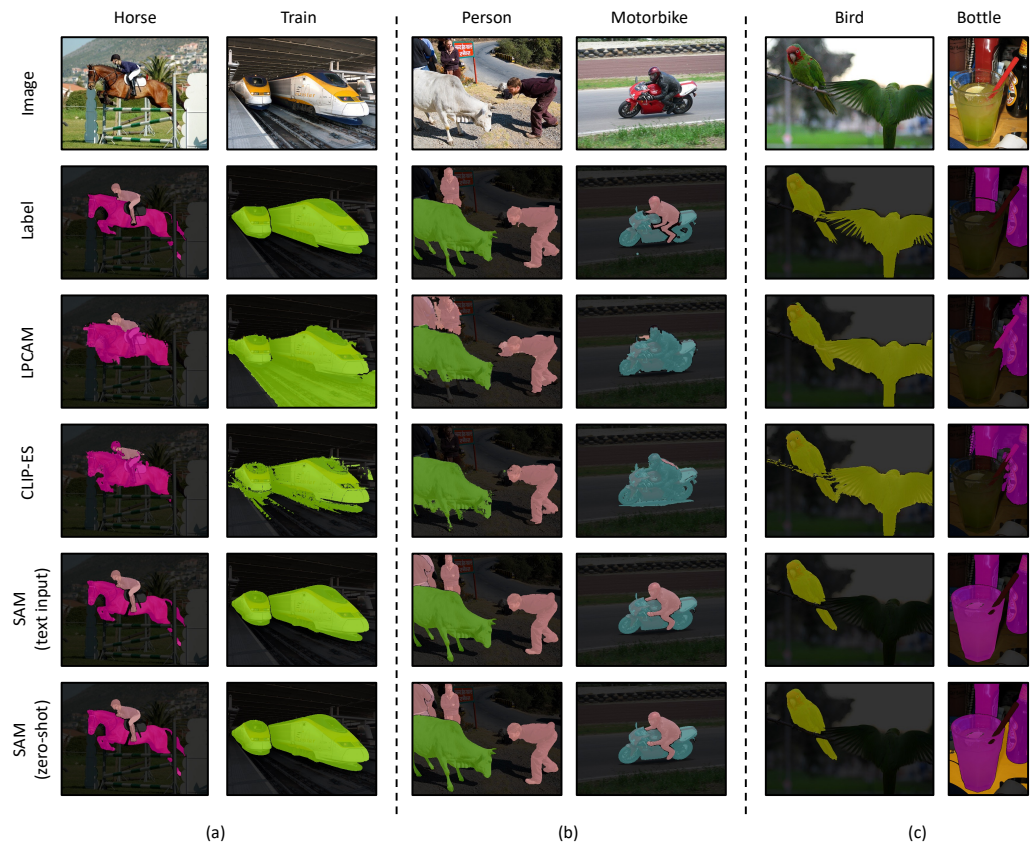 Horse Train Person Motorbike Bird Bottle
Image
Label
LPCAM
CLIP-ES
SAM
(text input)
SAM
(zero-shot)
(a) (b) (c)